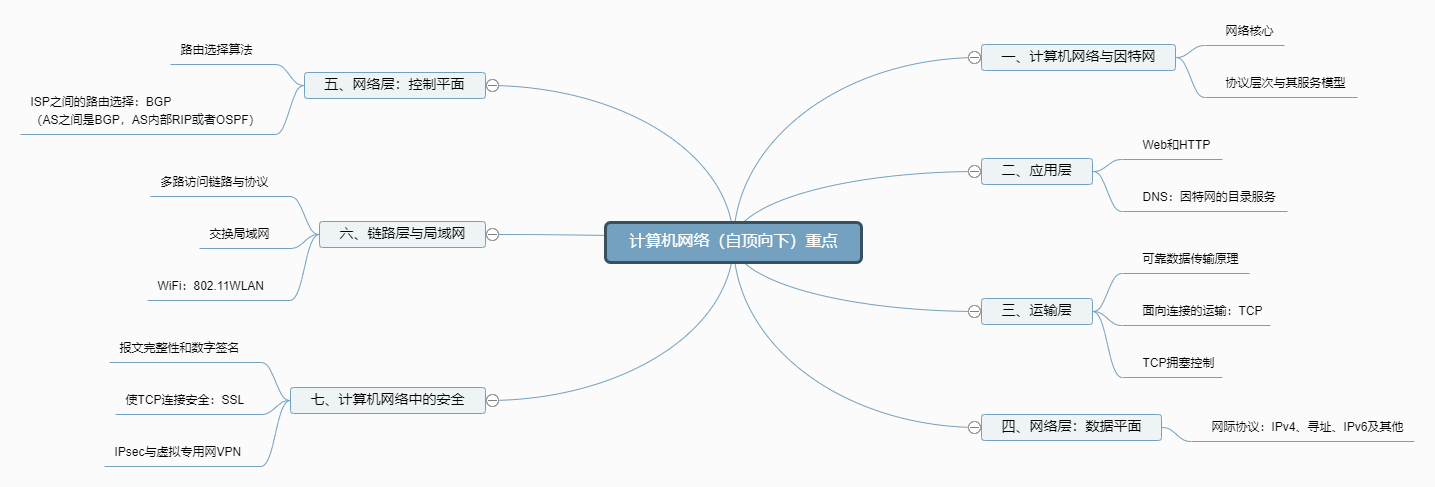 计算机网络（自顶向下）重点
一、计算机网络与因特网
网络核心
协议层次与其服务模型
二、应用层
Web和HTTP
DNS：因特网的目录服务
三、运输层
可靠数据传输原理
面向连接的运输：TCP
TCP拥塞控制
四、网络层：数据平面
网际协议：IPv4、寻址、IPv6及其他
五、网络层：控制平面
路由选择算法
ISP之间的路由选择：BGP
（AS之间是BGP，AS内部RIP或者OSPF）
六、链路层与局域网
多路访问链路与协议
交换局域网
WiFi：802.11WLAN
七、计算机网络中的安全
报文完整性和数字签名
使TCP连接安全：SSL
IPsec与虚拟专用网VPN